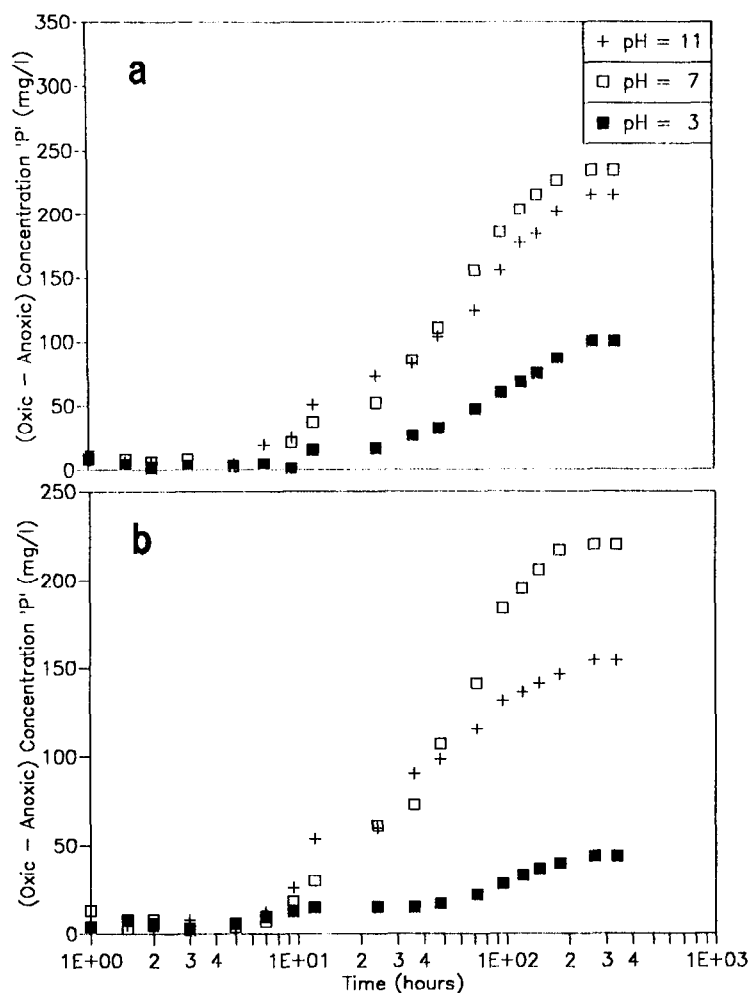 350
300
250
200
150
100
50
0
(Oxic − Anoxic) Concentration 'P' (mg/l)
a
+ pH = 11
□ pH = 7
■ pH = 3
250
200
150
100
50
0
(Oxic − Anoxic) Concentration 'P' (mg/l)
b
1E+00 2 3 4 1E+01 2 3 4 1E+02 2 3 4 1E+03
Time (hours)